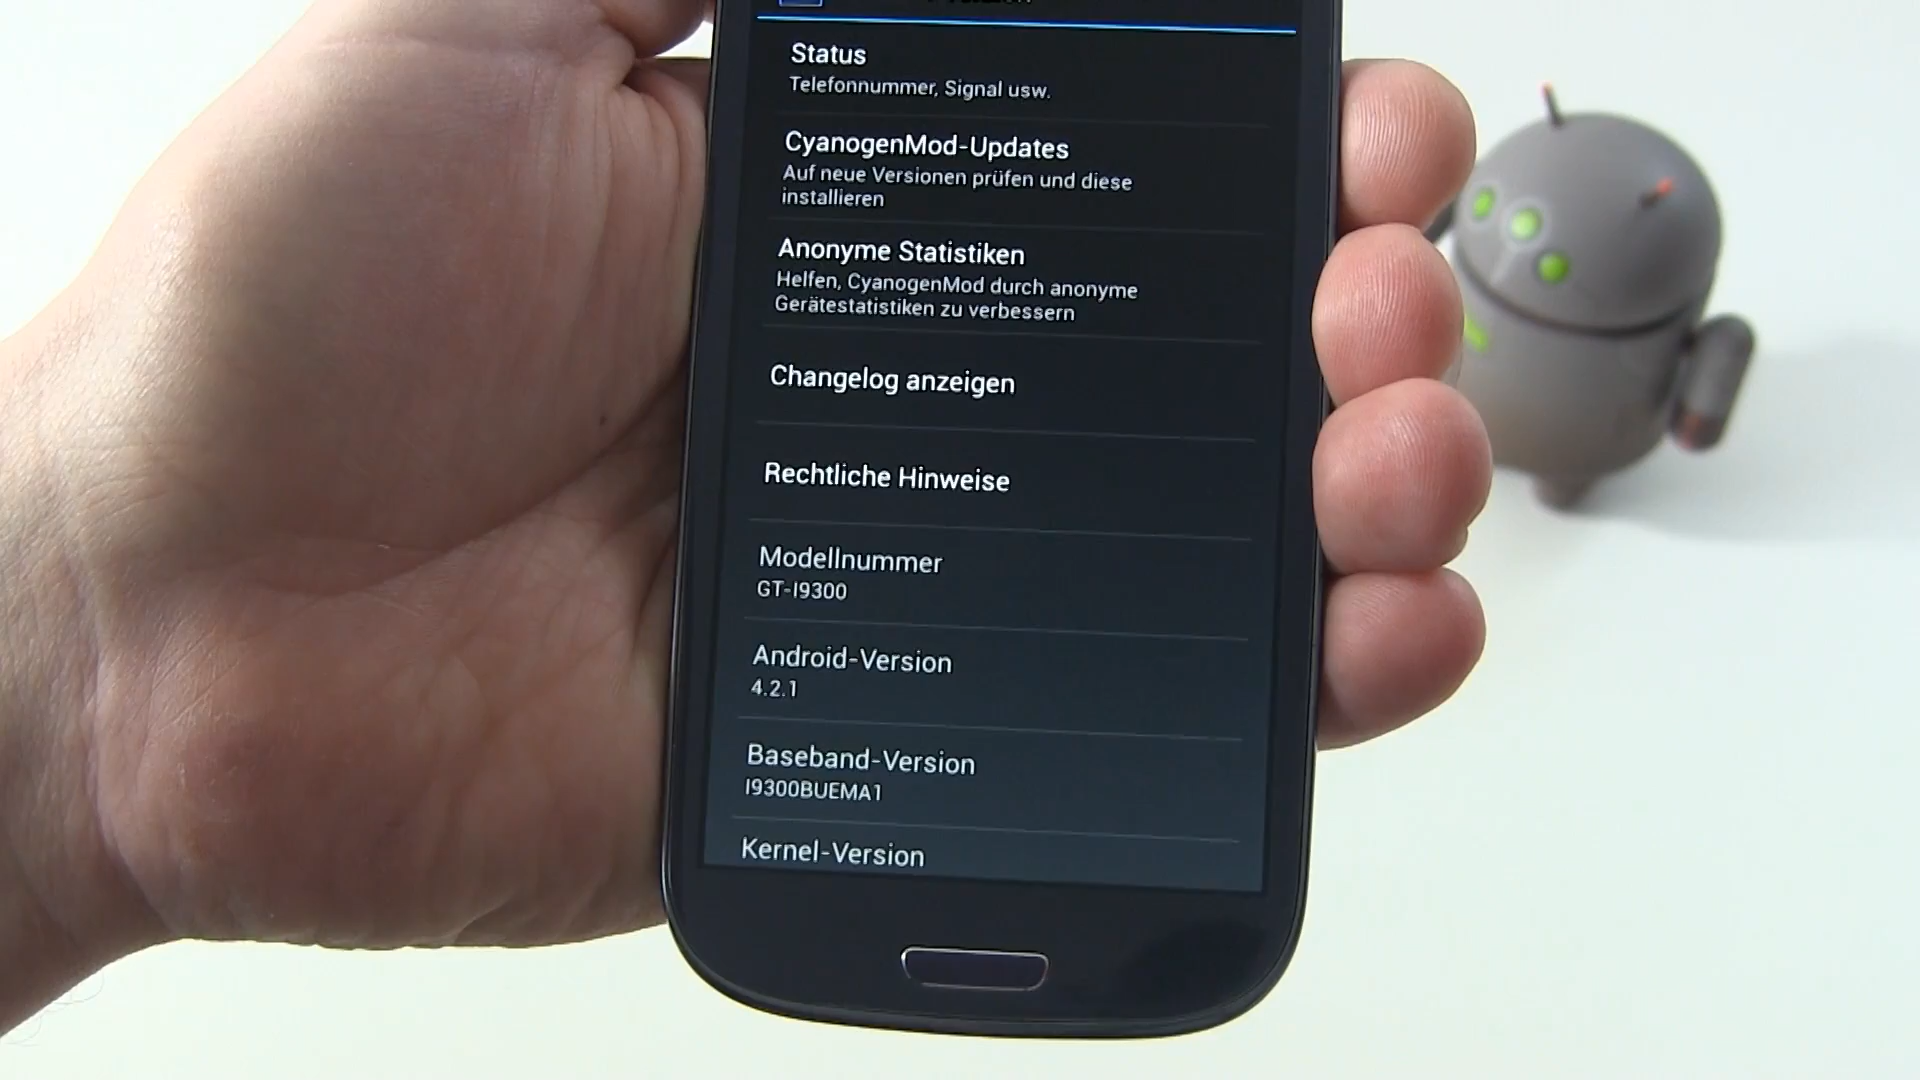 Status
Telefonnummer, Signal usw.
CyanogenMod-Updates
Auf neue Versionen prüfen und diese
installieren
Anonyme Statistiken
Helfen, CyanogenMod durch anonyme
Gerätestatistiken zu verbessern
Changelog anzeigen
Rechtliche Hinweise
Modellnummer
GT-I9300
Android-Version
4.2.1
Baseband-Version
I9300BUEMA1
Kernel-Version